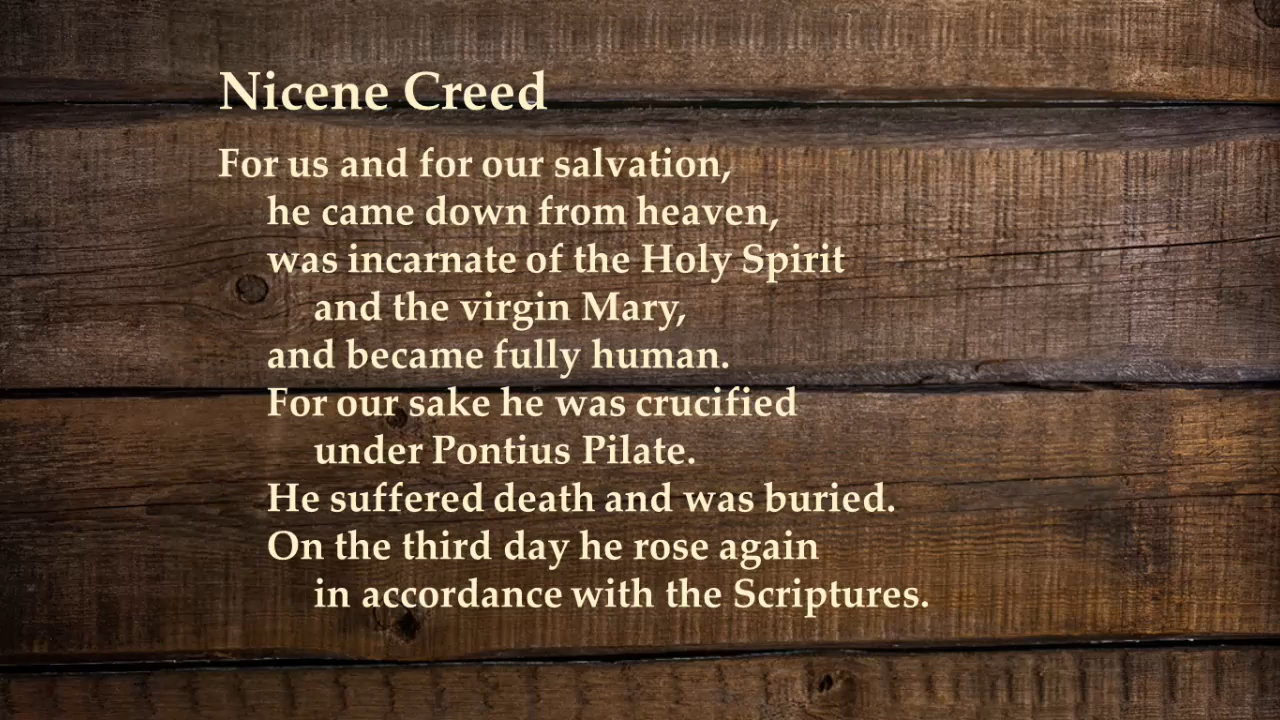 Nicene Creed
For us and for our salvation,
he came down from heaven,
was incarnate of the Holy Spirit
and the virgin Mary,
and became fully human.
For our sake he was crucified
under Pontius Pilate.
He suffered death and was buried.
On the third day he rose again
in accordance with the Scriptures.